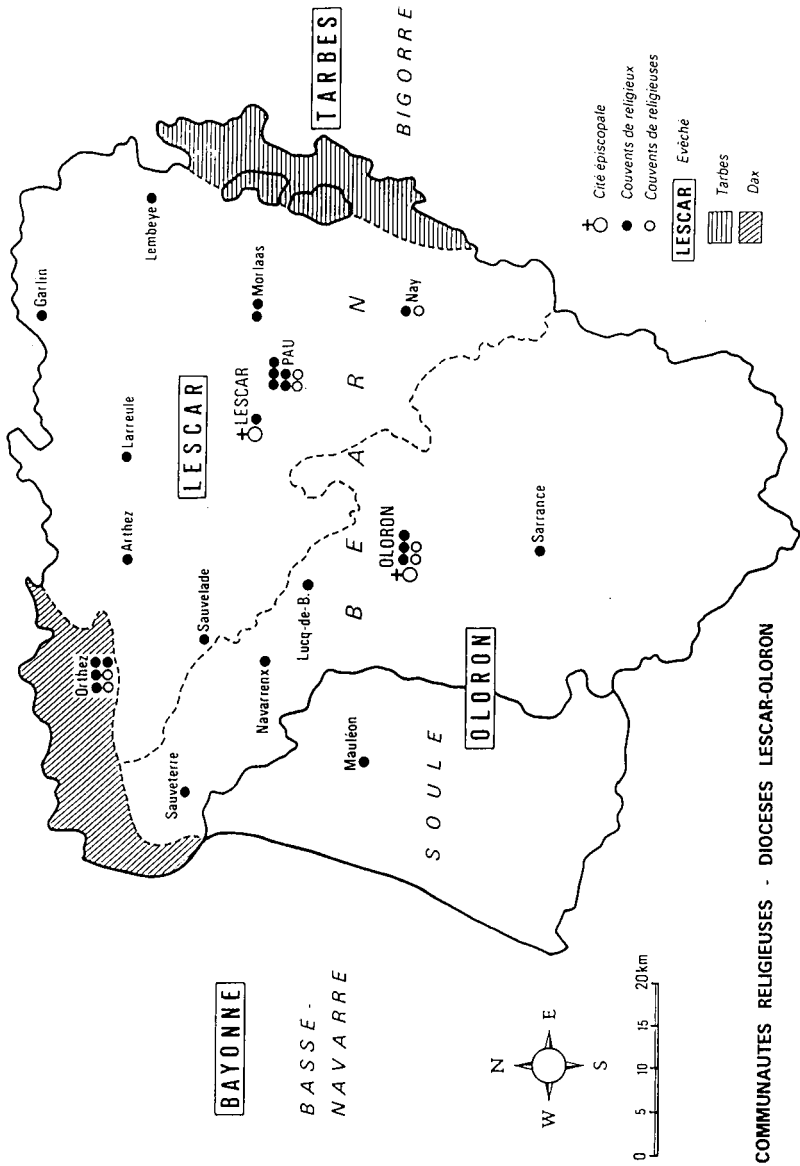 TARBES
BIGORRE
Garlin
Lembeye
Morlaas
Larreule
LESCAR
LESCAR
PAU
Nay
Arthez
Orthez
Sauvelade
OLORON
Lucq-de-B.
Navarrenx
Sauveterre
Sarrance
BEARN
OLORON
Mauléon
SOULE
BAYONNE
BASSE-
NAVARRE
Cité épiscopale
Couvents de religieux
Couvents de religieuses
LESCAR Evêché
Tarbes
Dax
N
W E
S
0 5 10 15 20 km
COMMUNAUTES RELIGIEUSES - DIOCESES LESCAR-OLORON